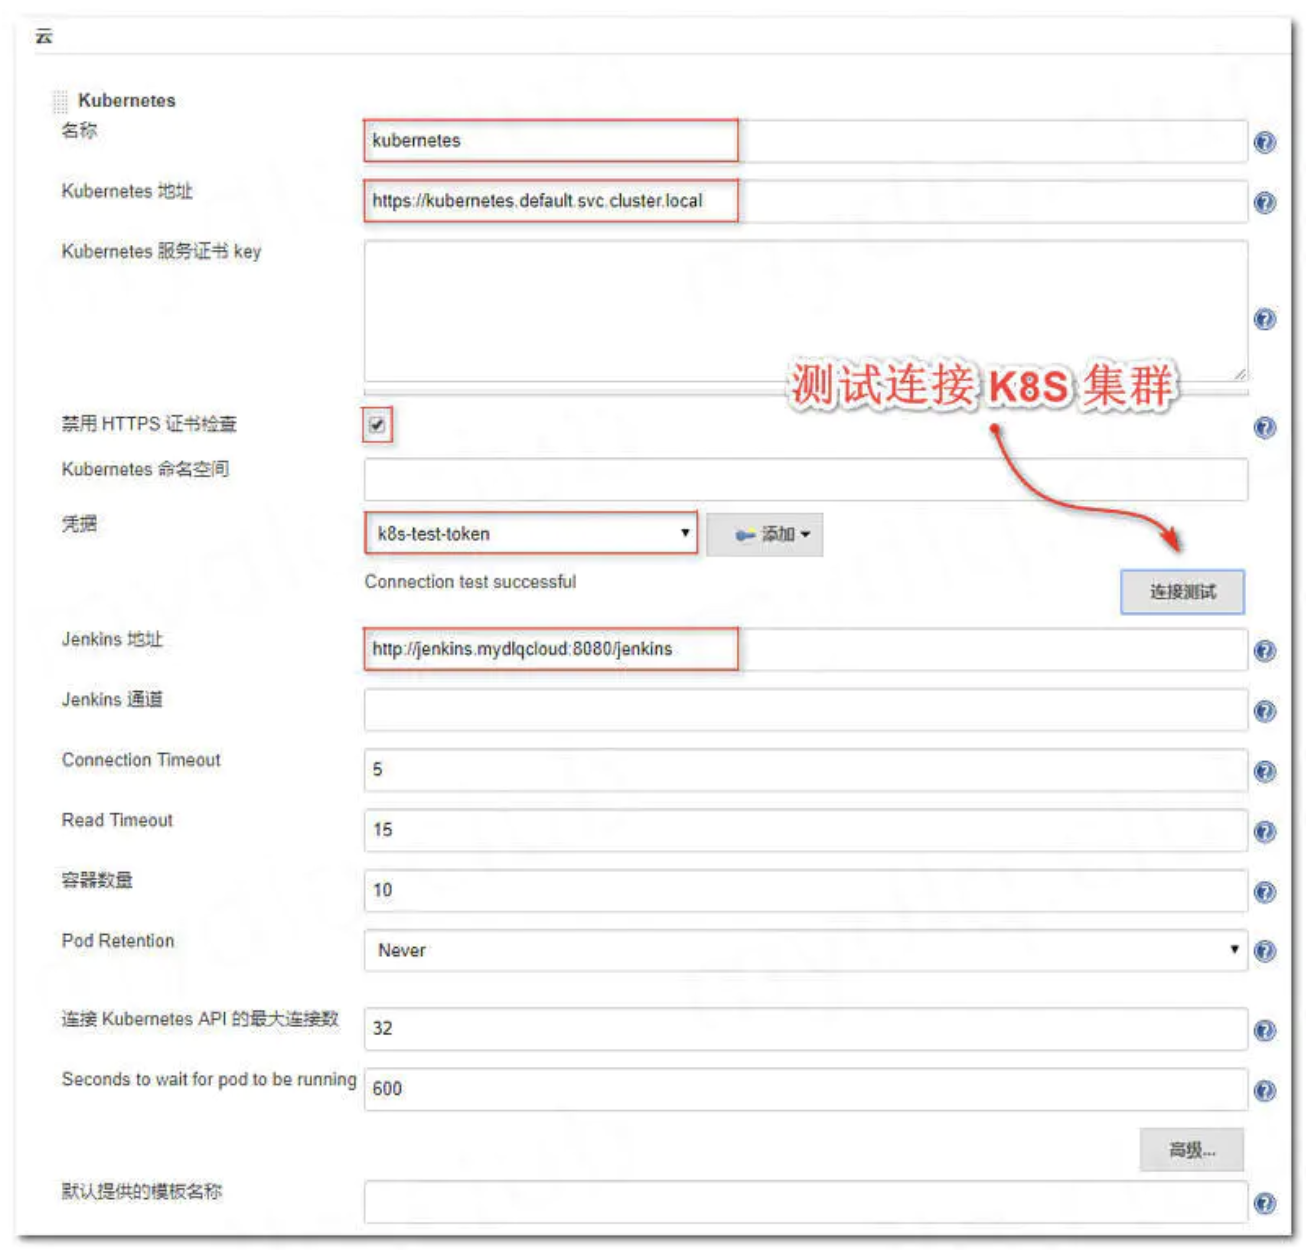 云
Kubernetes
名称
kubernetes
Kubernetes 地址
https://kubernetes.default.svc.cluster.local
Kubernetes 服务证书 key
测试连接 K8S 集群
禁用 HTTPS 证书检查
Kubernetes 命名空间
凭据
k8s-test-token
添加
Connection test successful
连接测试
Jenkins 地址
http://jenkins.mydlqcloud:8080/jenkins
Jenkins 通道
Connection Timeout
5
Read Timeout
15
容器数量
10
Pod Retention
Never
连接 Kubernetes API 的最大连接数
32
Seconds to wait for pod to be running
600
高级...
默认提供的模板名称